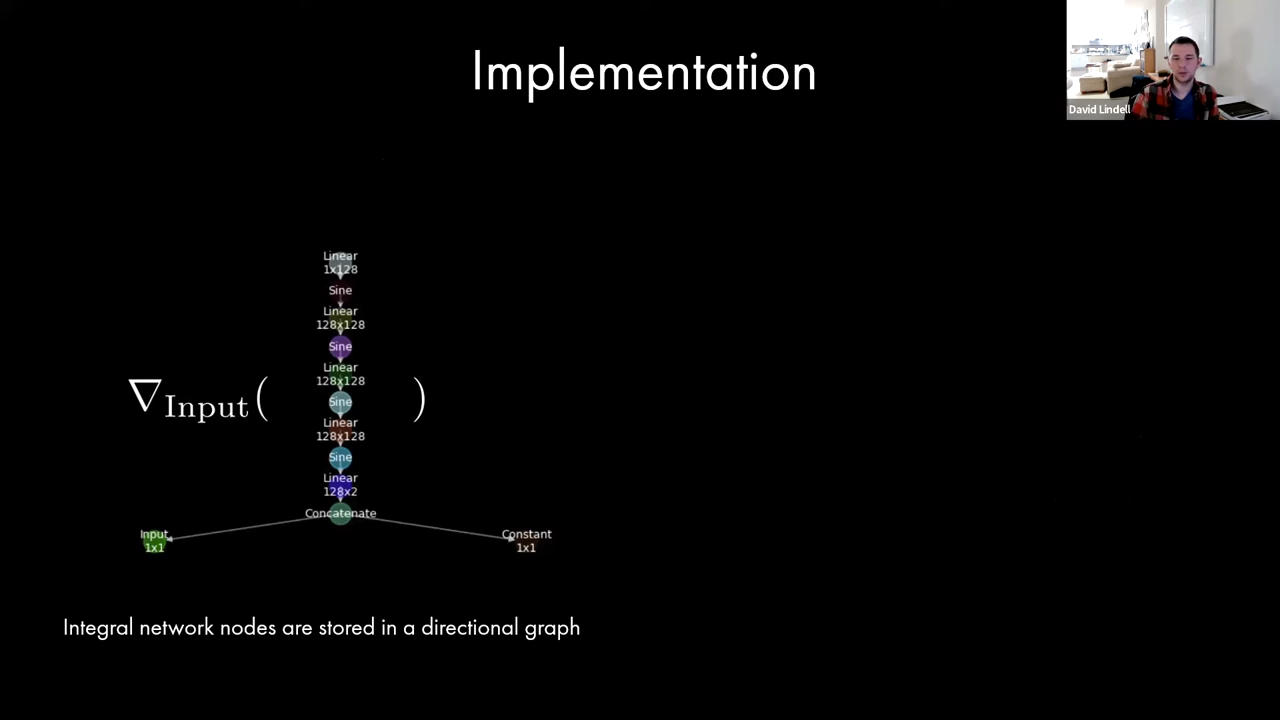 Implementation
David Lindell
Linear
1x128
Sine
Linear
128x128
Sine
Linear
128x128
∇Input( )
Sine
Linear
128x128
Sine
Linear
128x2
Concatenate
Input
1x1
Constant
1x1
Integral network nodes are stored in a directional graph